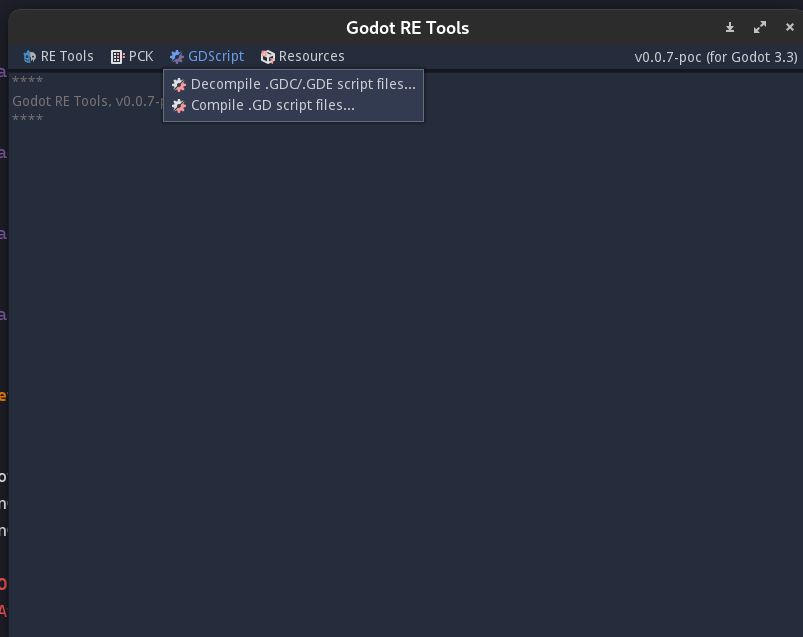 Godot RE Tools
RE Tools PCK GDScript Resources v0.0.7-poc (for Godot 3.3)
****
Decompile .GDC/.GDE script files...
Godot RE Tools, v0.0.7-p
Compile .GD script files...
****